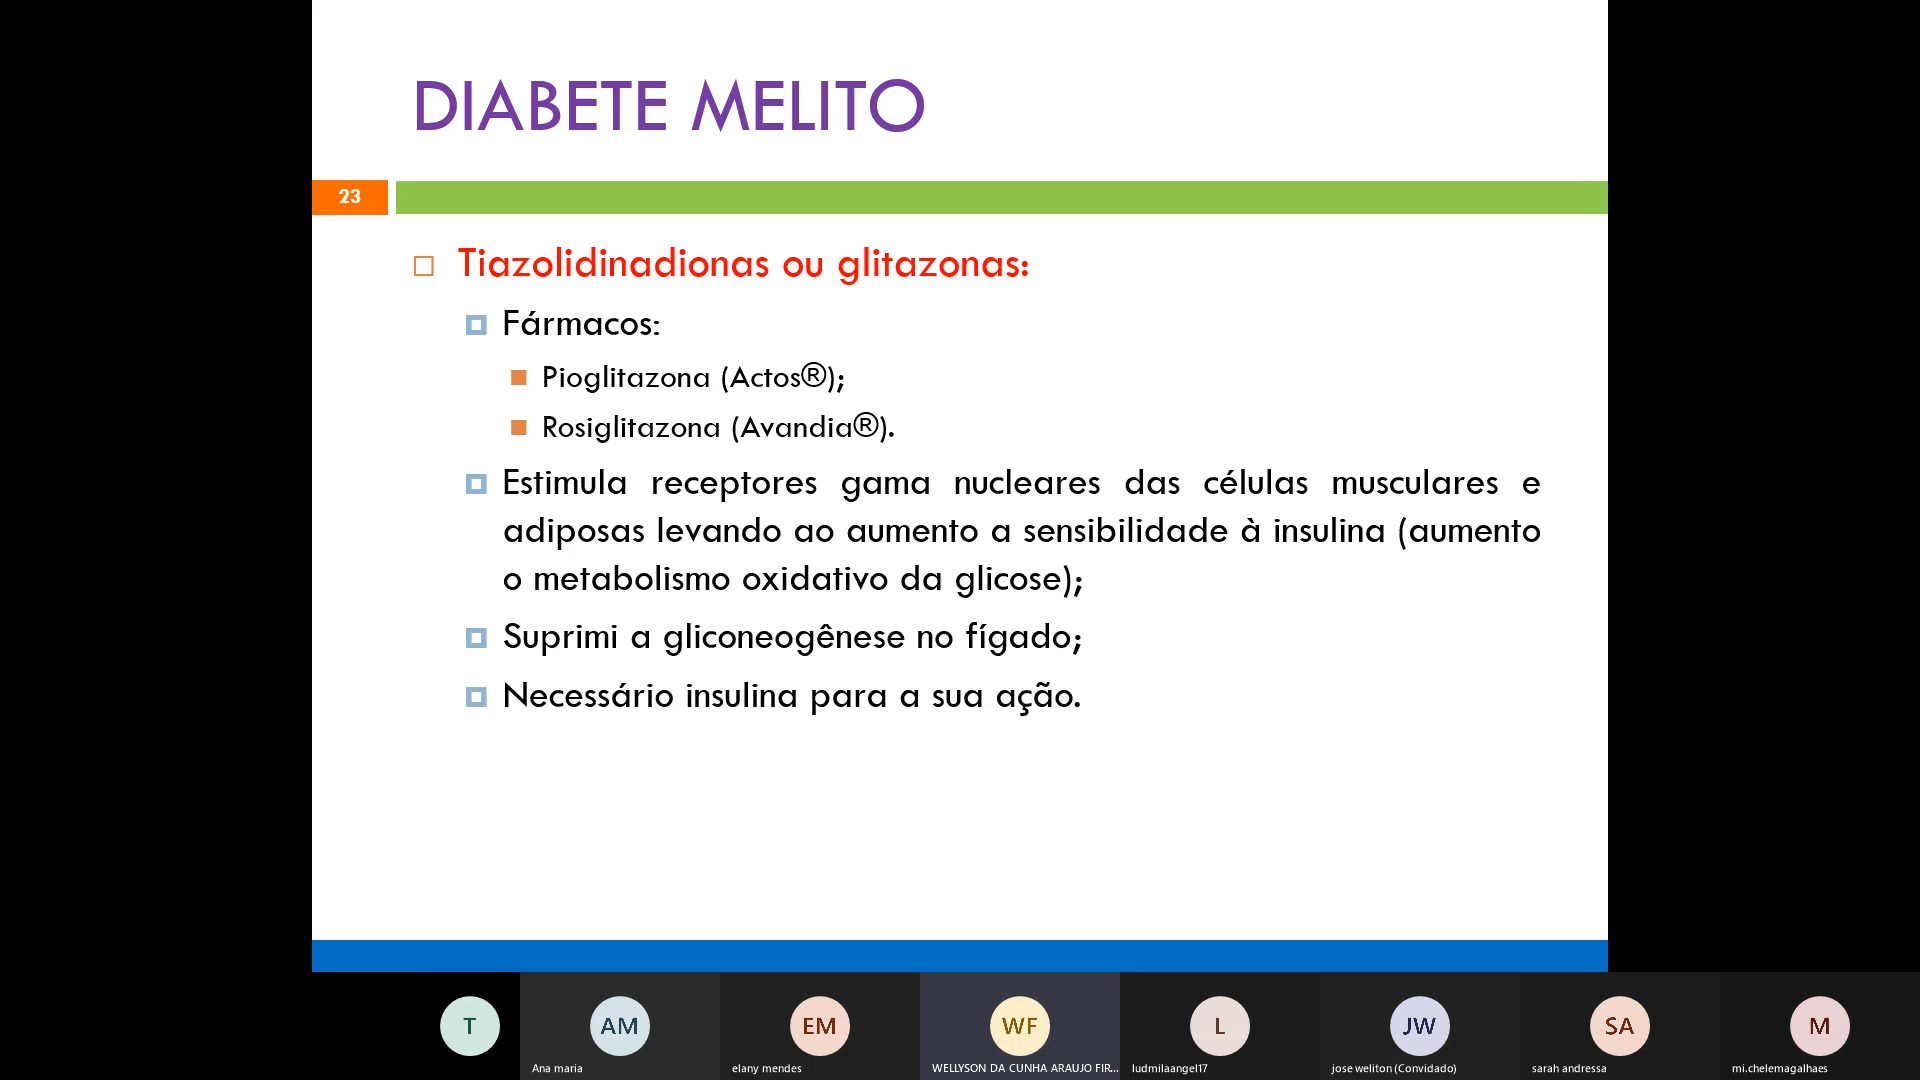 DIABETE MELITO
23
Tiazolidinadionas ou glitazonas:
Fármacos:
Pioglitazona (Actos®);
Rosiglitazona (Avandia®).
Estimula receptores gama nucleares das células musculares e
adiposas levando ao aumento a sensibilidade à insulina (aumento
o metabolismo oxidativo da glicose);
Suprimi a gliconeogênese no fígado;
Necessário insulina para a sua ação.
T
AM
EM
WF
L
JW
SA
M
Ana maria
elany mendes
WELLYSON DA CUNHA ARAUJO FIR...
ludmilaangel17
jose weliton (Convidado)
sarah andressa
mi.chelemagalhaes